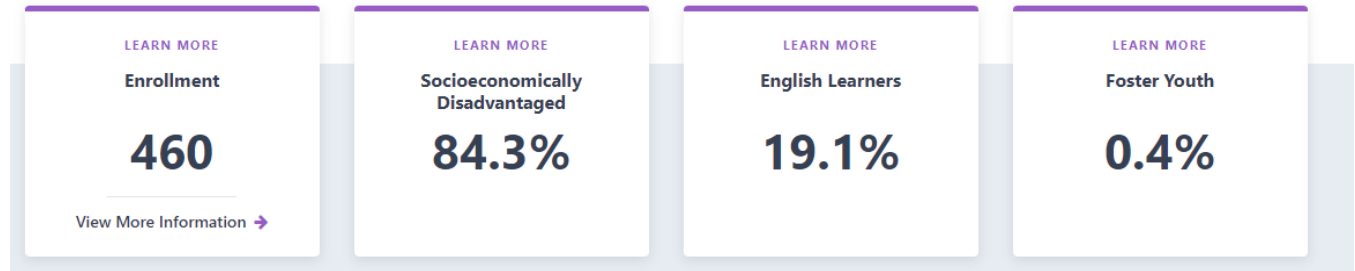 LEARN MORE
Enrollment
460
View More Information
LEARN MORE
Socioeconomically
Disadvantaged
84.3%
LEARN MORE
English Learners
19.1%
LEARN MORE
Foster Youth
0.4%